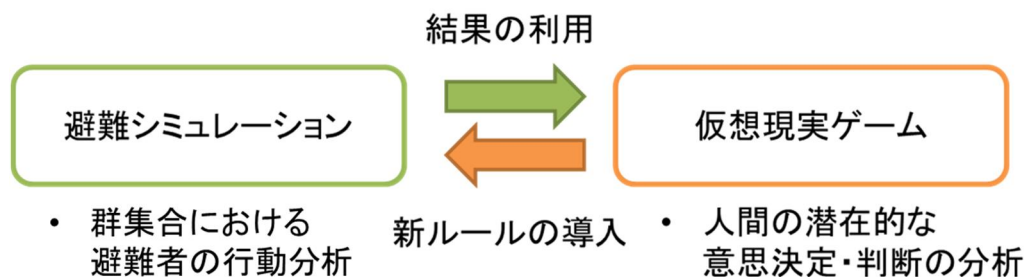 結果の利用
避難シミュレーション
仮想現実ゲーム
新ルールの導入
• 群集合における
避難者の行動分析
• 人間の潜在的な
意思決定・判断の分析